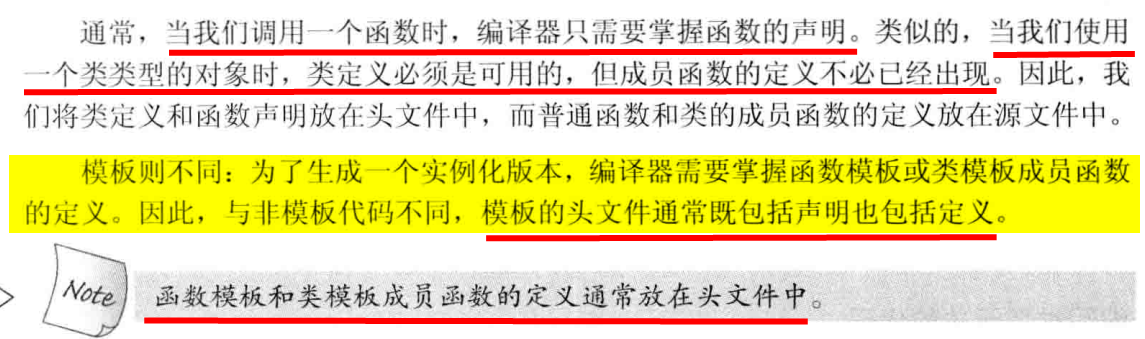 通常，当我们调用一个函数时，编译器只需要掌握函数的声明。类似的，当我们使用
一个类类型的对象时，类定义必须是可用的，但成员函数的定义不必已经出现。因此，我
们将类定义和函数声明放在头文件中，而普通函数和类的成员函数的定义放在源文件中。
模板则不同：为了生成一个实例化版本，编译器需要掌握函数模板或类模板成员函数
的定义。因此，与非模板代码不同，模板的头文件通常既包括声明也包括定义。
Note 函数模板和类模板成员函数的定义通常放在头文件中。